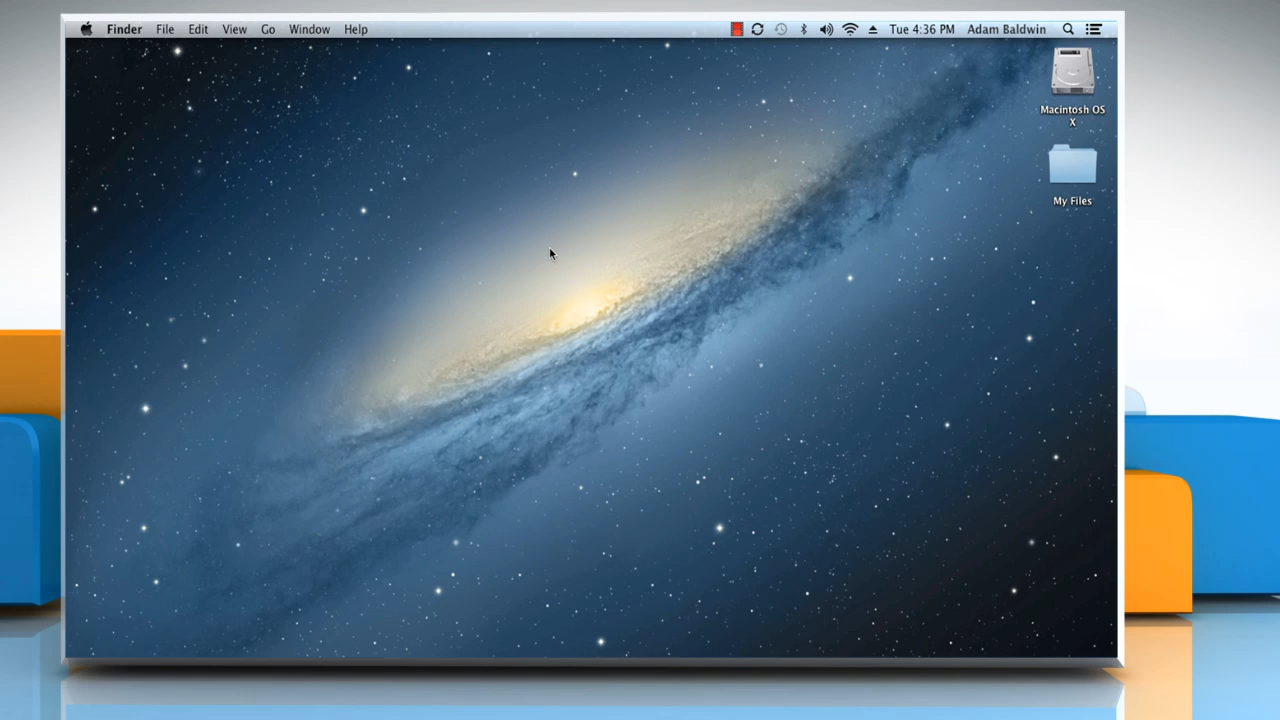 Finder File Edit View Go Window Help Tue 4:36 PM Adam Baldwin
Macintosh OS
X
My Files